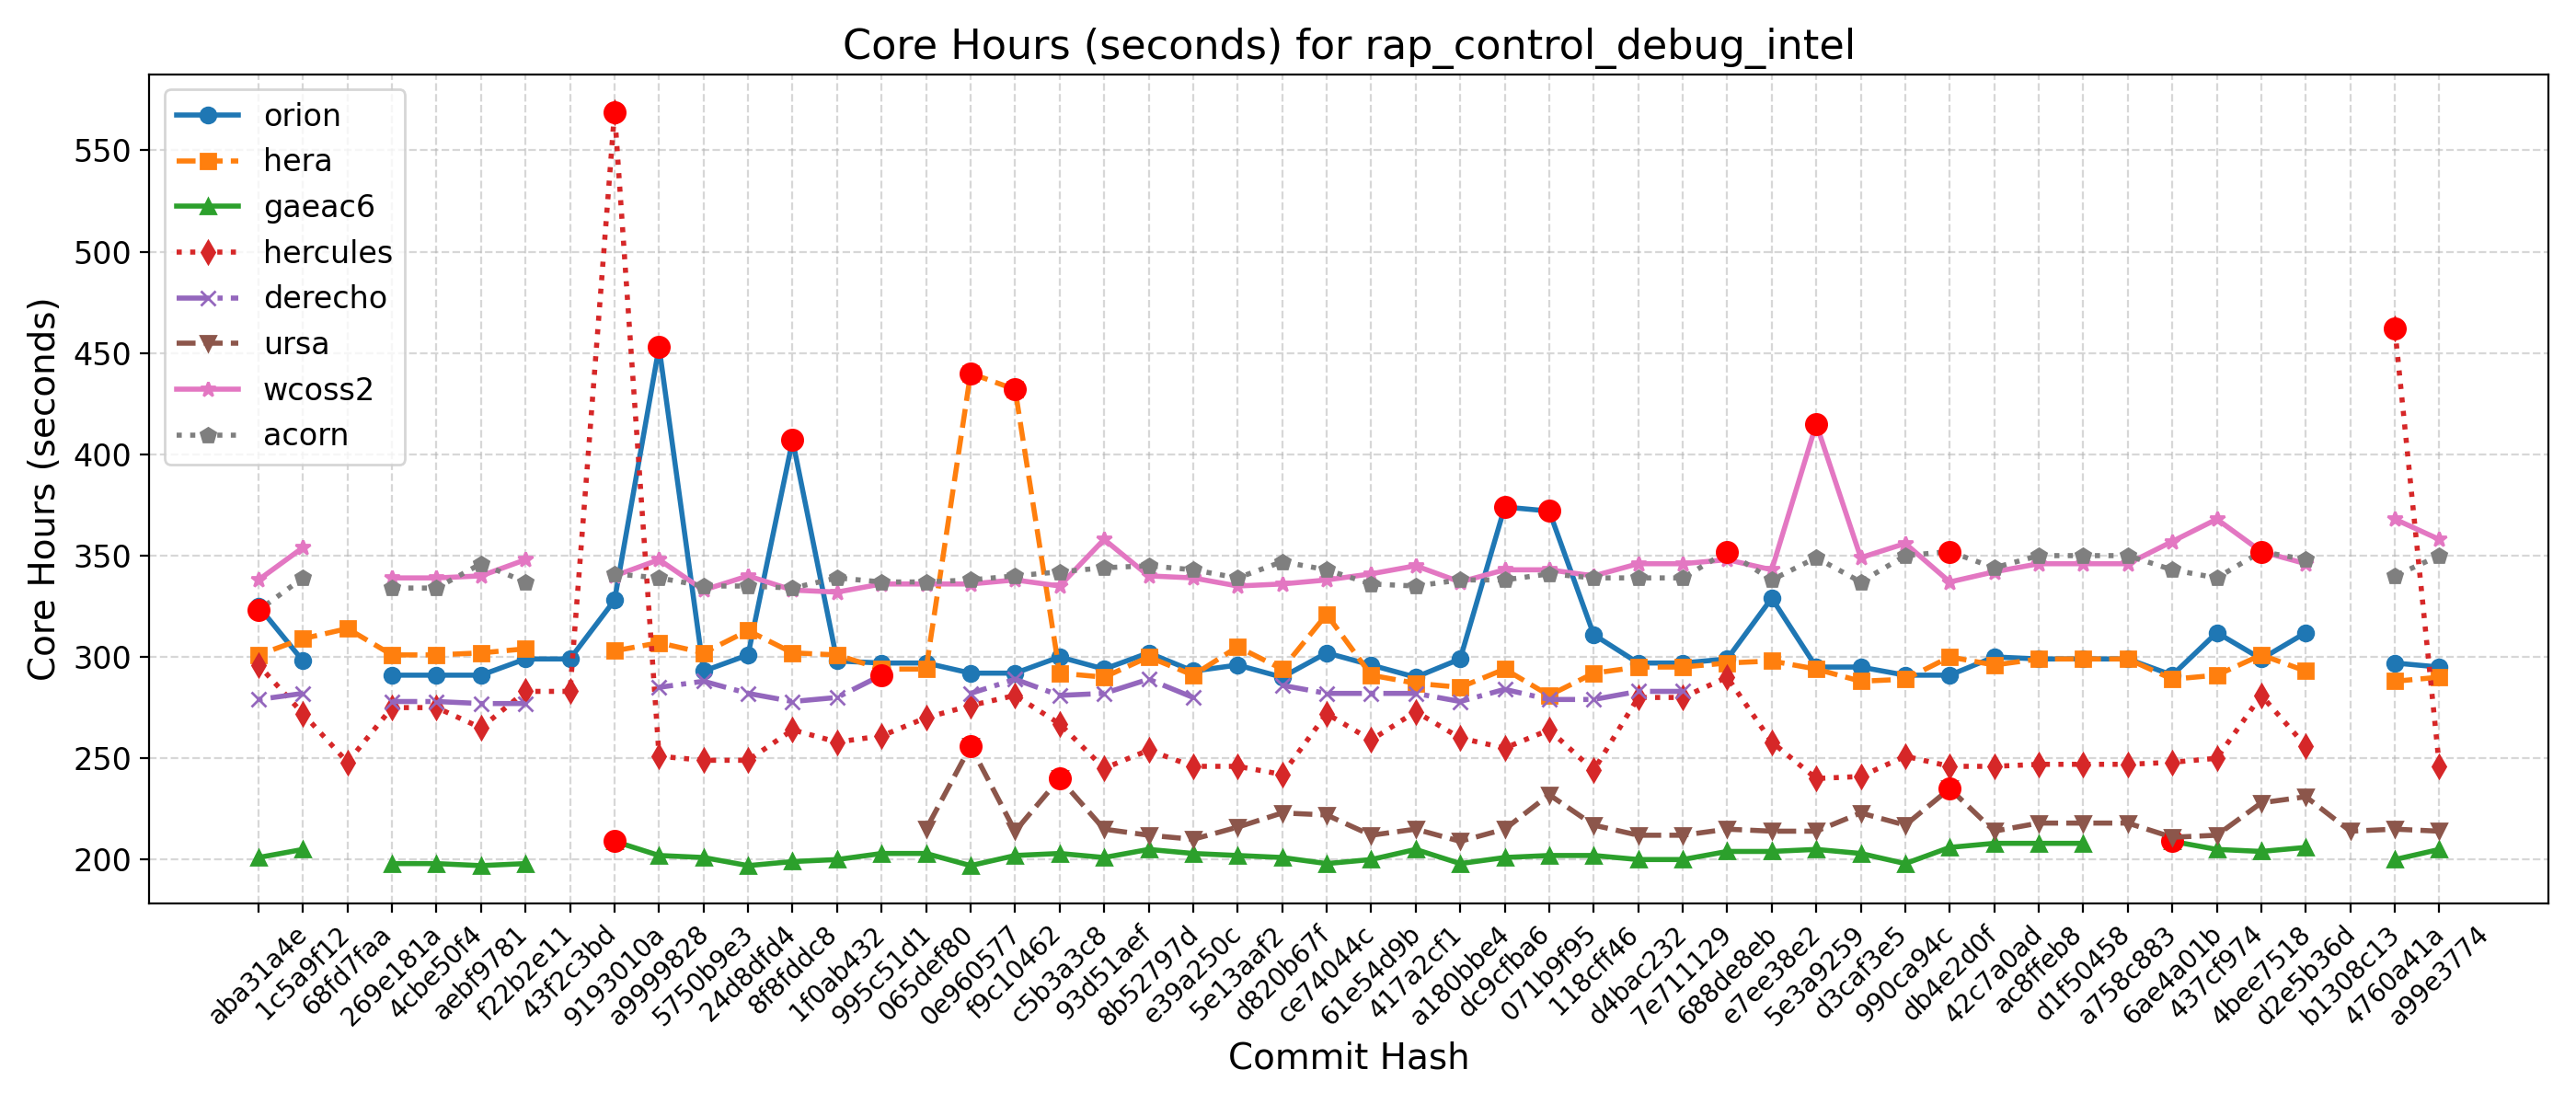 Core Hours (seconds) for rap_control_debug_intel
orion
hera
gaeac6
hercules
derecho
ursa
wcoss2
acorn
Core Hours (seconds)
550
500
450
400
350
300
250
200
aba31a4e
1c5a9f12
68fd7faa
269e181a
4cbe50f4
aebf9781
f22b2e11
43f2c3bd
9193010a
a9999828
5750b9e3
24d8dfd4
8f8fddc8
1f0ab432
995c51d1
065def80
0e960577
f9c10462
c5b3a3c8
93d51aef
8b52797d
e39a250c
5e13aaf2
d820b67f
ce74044c
61e54d9b
417a2cf1
a180bbe4
dc9cfba6
071b9f95
118cff46
d4bac232
7e711129
688de8eb
e7ee38e2
5e3a9259
d3caf3e5
990ca94c
db4e2d0f
42c7a0ad
ac8ffeb8
d1f50458
a758c883
6ae4a01b
437cf974
4bee7518
d2e5b36d
b1308c13
4760a41a
a99e3774
Commit Hash